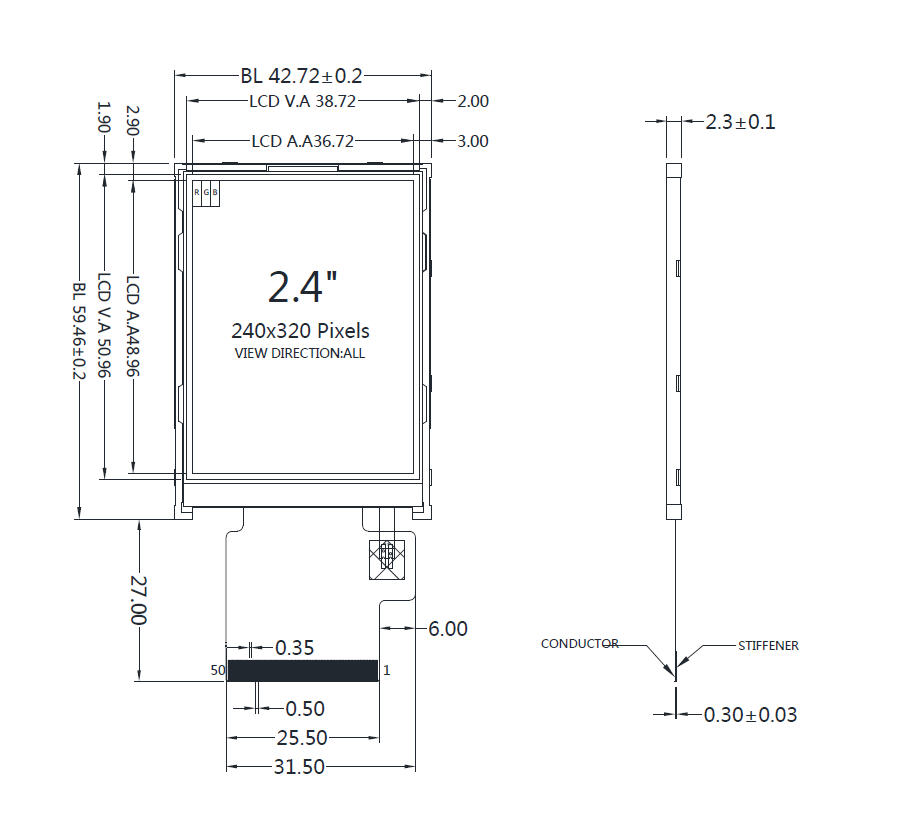 BL 42.72±0.2
LCD V.A 38.72
2.00
LCD A.A36.72
3.00
1.90
2.90
BL 59.46±0.2
LCD V.A 50.96
LCD A.A48.96
R G B
2.4"
240x320 Pixels
VIEW DIRECTION:ALL
2.3±0.1
27.00
6.00
0.35
50
1
0.50
25.50
31.50
CONDUCTOR
STIFFENER
0.30±0.03